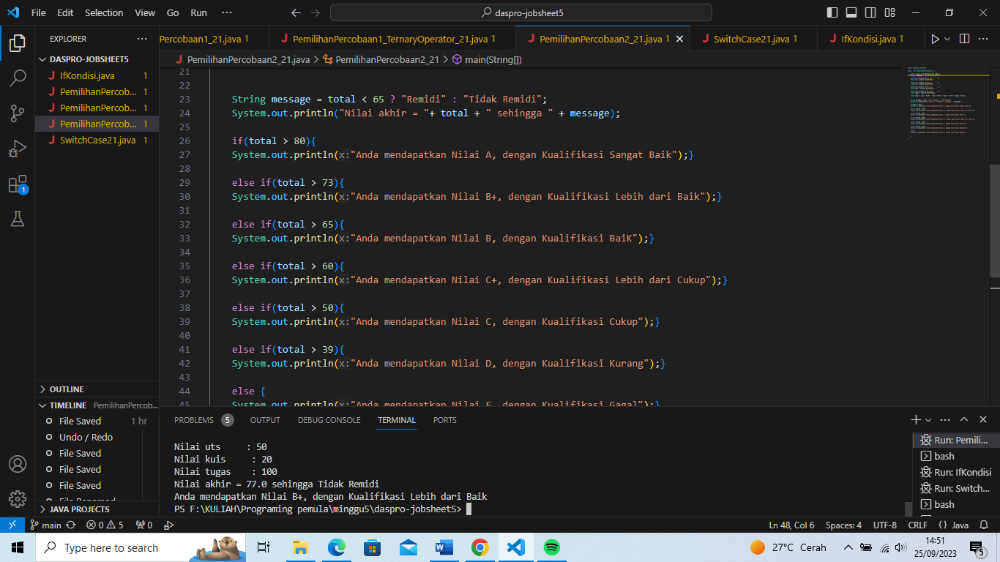 File Edit Selection View Go Run ··· daspro-jobsheet5
EXPLORER ···
DASPRO-JOBSHEET5
J IfKondisi.java 1
J PemilihanPercob... 1
J PemilihanPercob... 1
J PemilihanPercob... 1
J SwitchCase21.java 1
OUTLINE
TIMELINE PemilihanPercob...
File Saved 1 hr
Undo / Redo
File Saved
File Saved
File Saved
File Renamed
JAVA PROJECTS
1
Percobaan1_21.java 1 J PemilihanPercobaan1_TernaryOperator_21.java 1 J PemilihanPercobaan2_21.java 1 J SwitchCase21.java 1 J IfKondisi.java 1 ···
J PemilihanPercobaan2_21.java > PemilihanPercobaan2_21 > main(String[])
21
22
23 String message = total < 65 ? "Remidi" : "Tidak Remidi";
24 System.out.println("Nilai akhir = "+ total + " sehingga " + message);
25
26 if(total > 80){
27 System.out.println(x:"Anda mendapatkan Nilai A, dengan Kualifikasi Sangat Baik");}
28
29 else if(total > 73){
30 System.out.println(x:"Anda mendapatkan Nilai B+, dengan Kualifikasi Lebih dari Baik");}
31
32 else if(total > 65){
33 System.out.println(x:"Anda mendapatkan Nilai B, dengan Kualifikasi BaiK");}
34
35 else if(total > 60){
36 System.out.println(x:"Anda mendapatkan Nilai C+, dengan Kualifikasi Lebih dari Cukup");}
37
38 else if(total > 50){
39 System.out.println(x:"Anda mendapatkan Nilai C, dengan Kualifikasi Cukup");}
40
41 else if(total > 39){
42 System.out.println(x:"Anda mendapatkan Nilai D, dengan Kualifikasi Kurang");}
43
44 else {
45 System.out.println(x:"Anda mendapatkan Nilai E, dengan Kualifikasi Gagal");}
PROBLEMS 5 OUTPUT DEBUG CONSOLE TERMINAL PORTS ···
Nilai uts : 50
Nilai kuis : 20
Nilai tugas : 100
Nilai akhir = 77.0 sehingga Tidak Remidi
Anda mendapatkan Nilai B+, dengan Kualifikasi Lebih dari Baik
PS F:\KULIAH\Programing pemula\minggu5\daspro-jobsheet5>
Run: Pemili...
bash
Run: IfKondisi
Run: Switch...
bash
main 0 5 0 Ln 48, Col 6 Spaces: 4 UTF-8 CRLF {} Java
Type here to search 27°C Cerah 14:51
25/09/2023 5